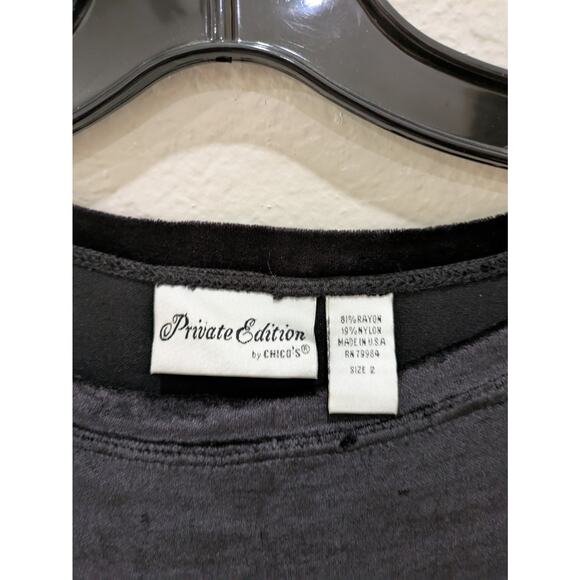 Private Edition
by CHICO'S®
81% RAYON
19% NYLON
MADE IN U.S.A
RN 79984
SIZE 2